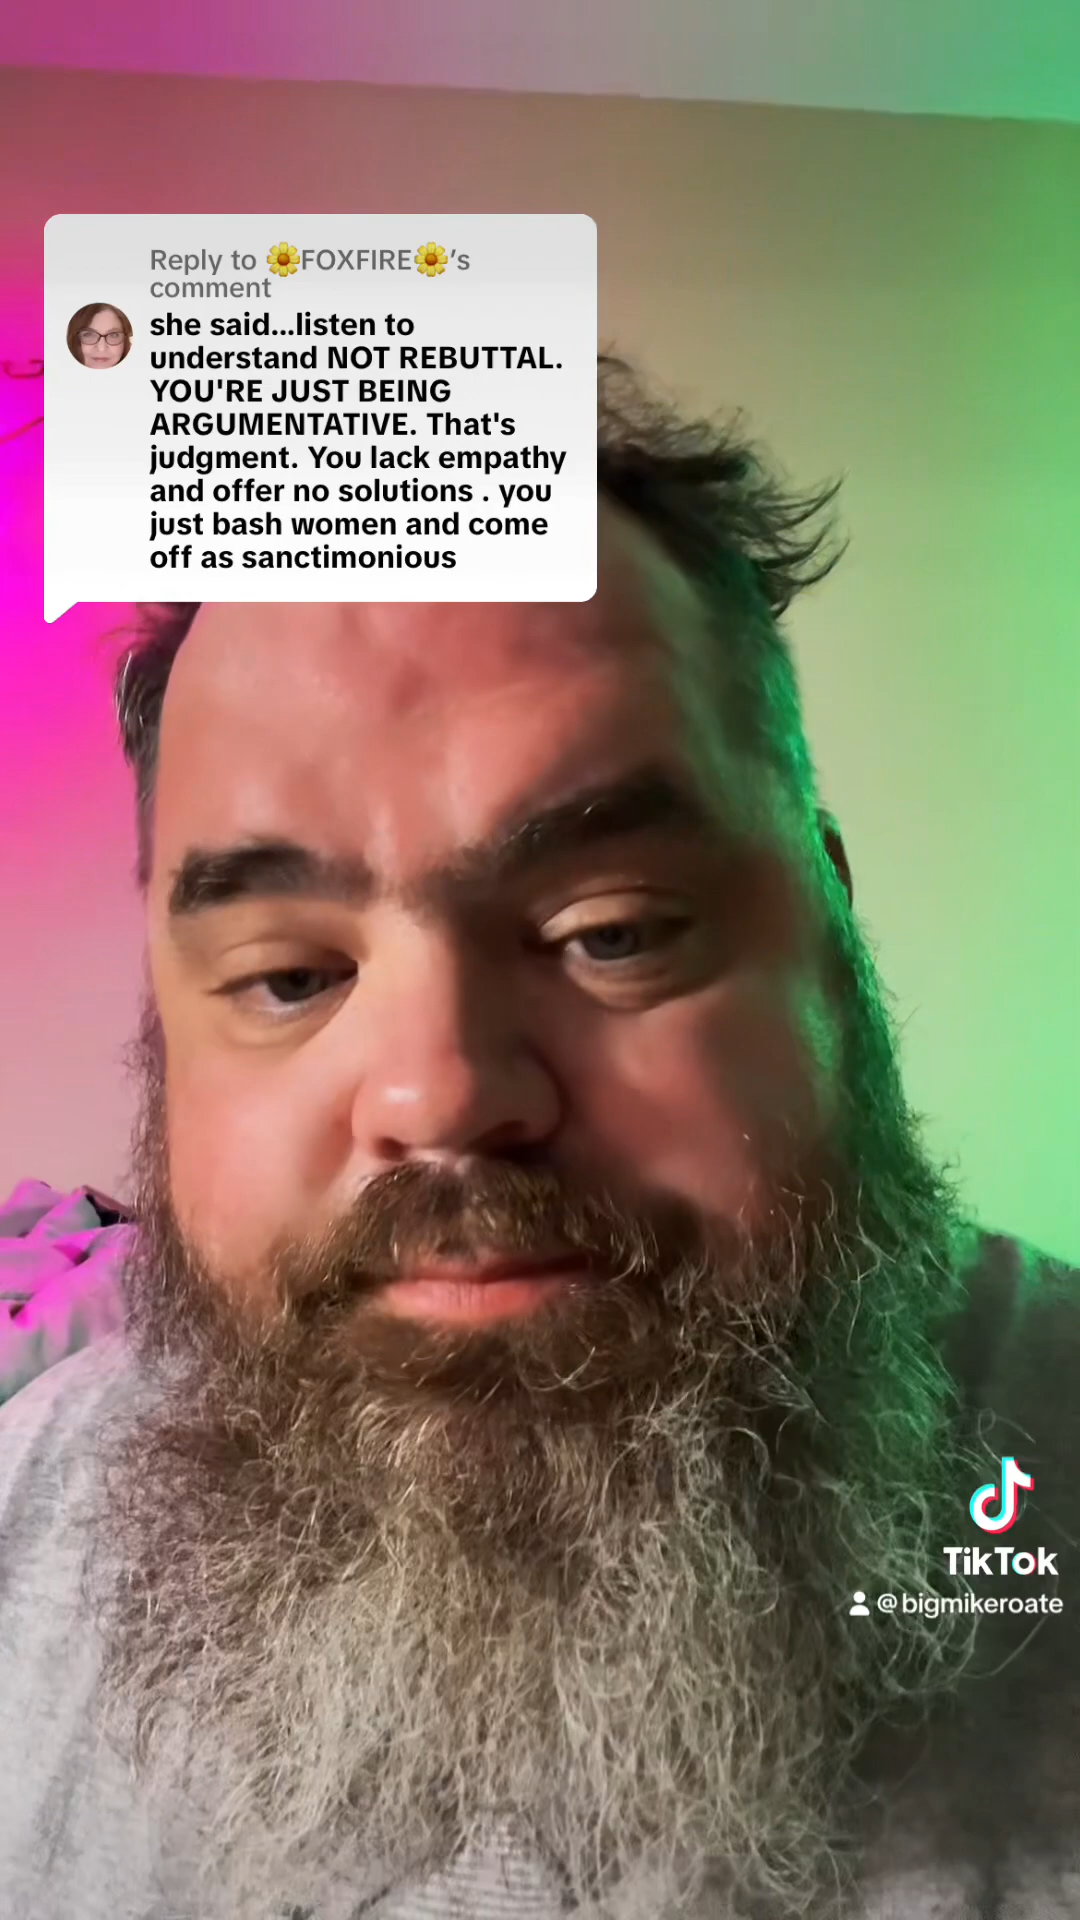 Reply to 🌼FOXFIRE🌼's
comment
she said...listen to
understand NOT REBUTTAL.
YOU'RE JUST BEING
ARGUMENTATIVE. That's
judgment. You lack empathy
and offer no solutions . you
just bash women and come
off as sanctimonious
TikTok
@bigmikeroate